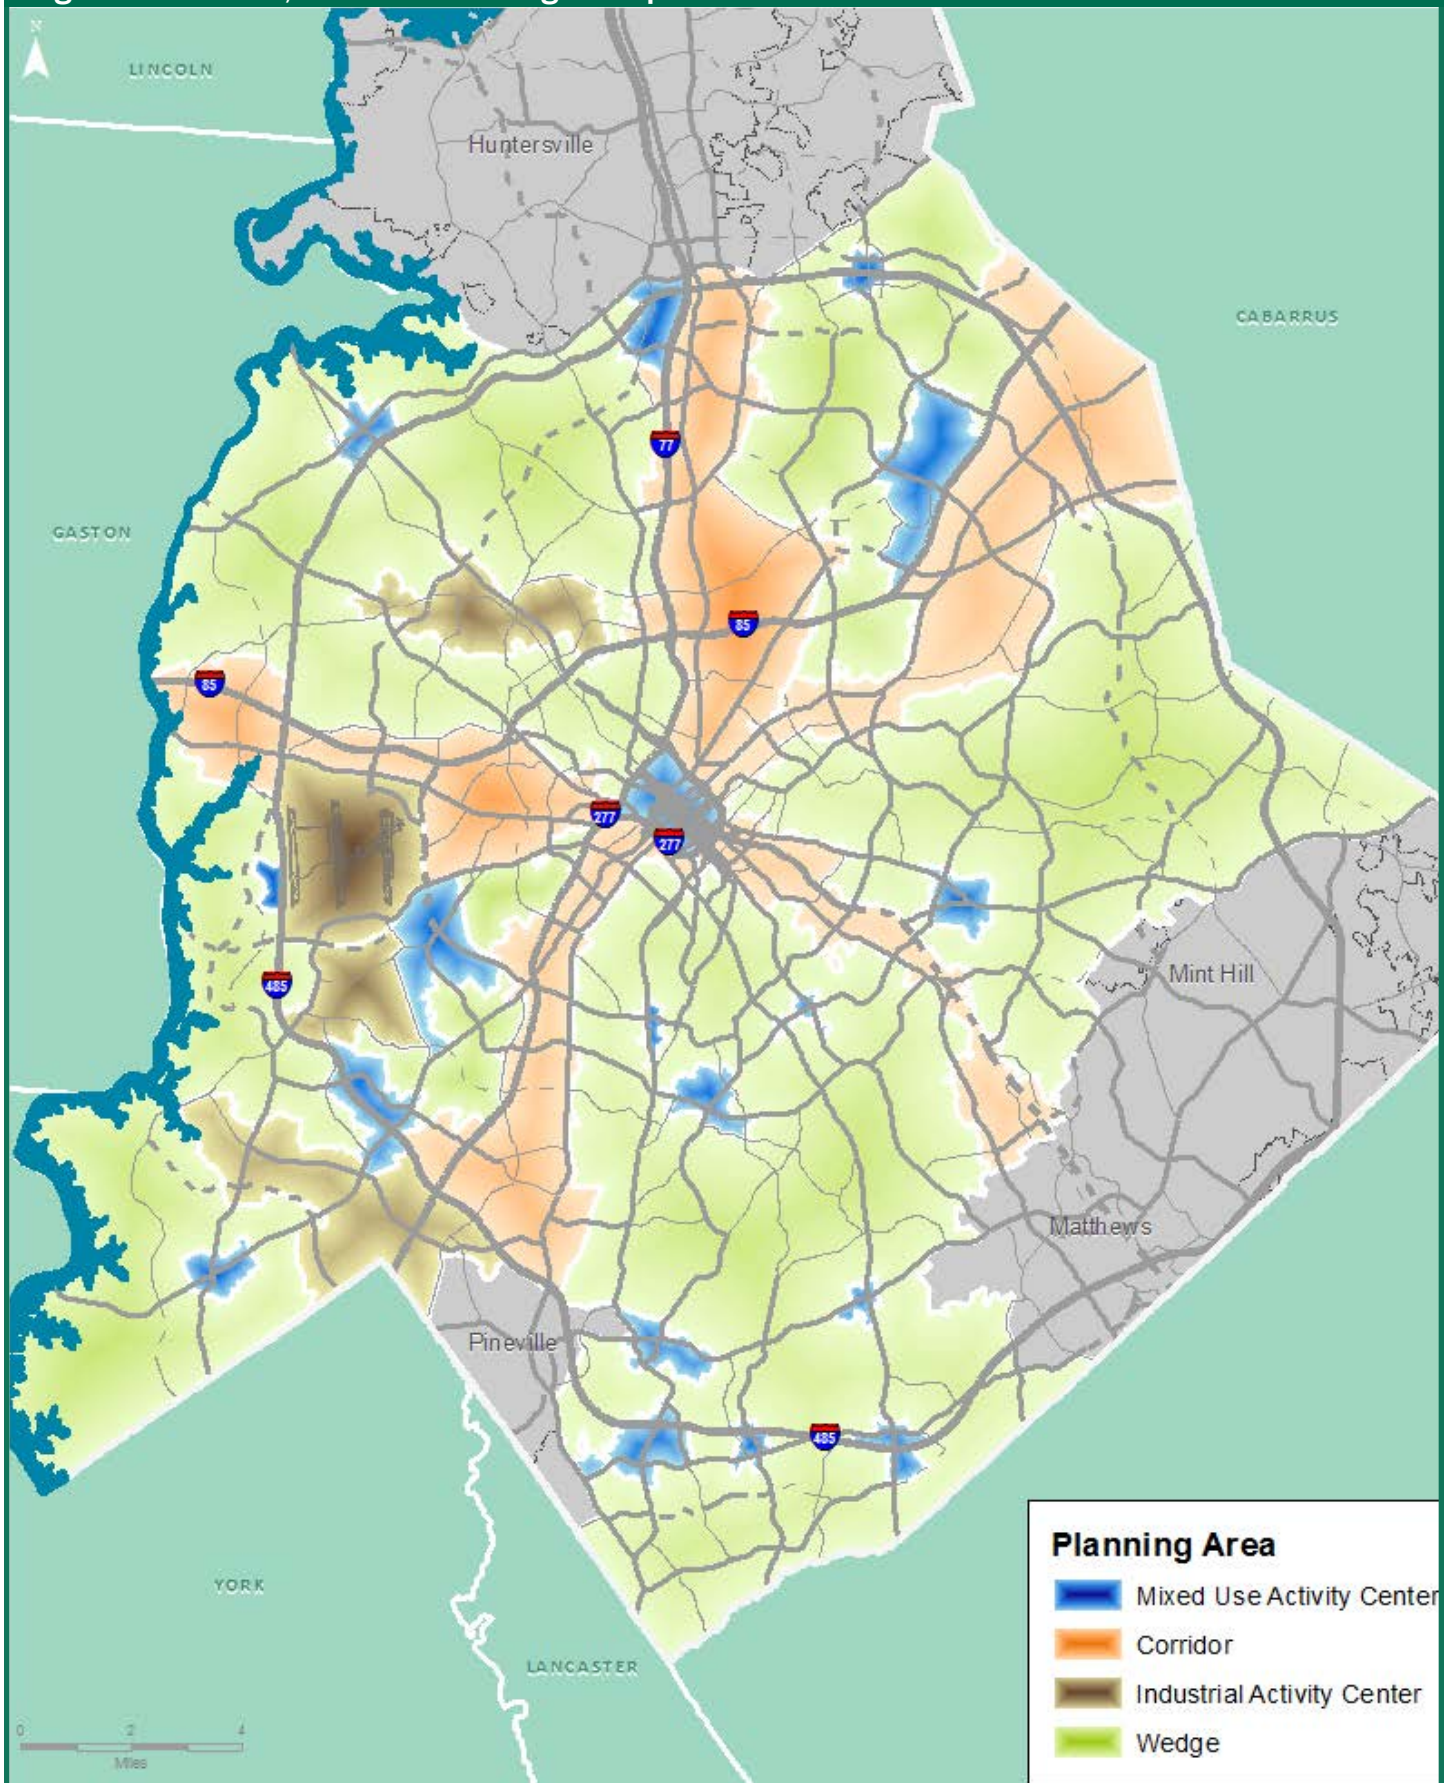 N
LINCOLN
Huntersville
CABARRUS
77
GASTON
85
85
277
277
Mint Hill
485
Matthews
Pineville
485
YORK
LANCASTER
Planning Area
Mixed Use Activity Center
Corridor
Industrial Activity Center
Wedge
0 2 4
Miles